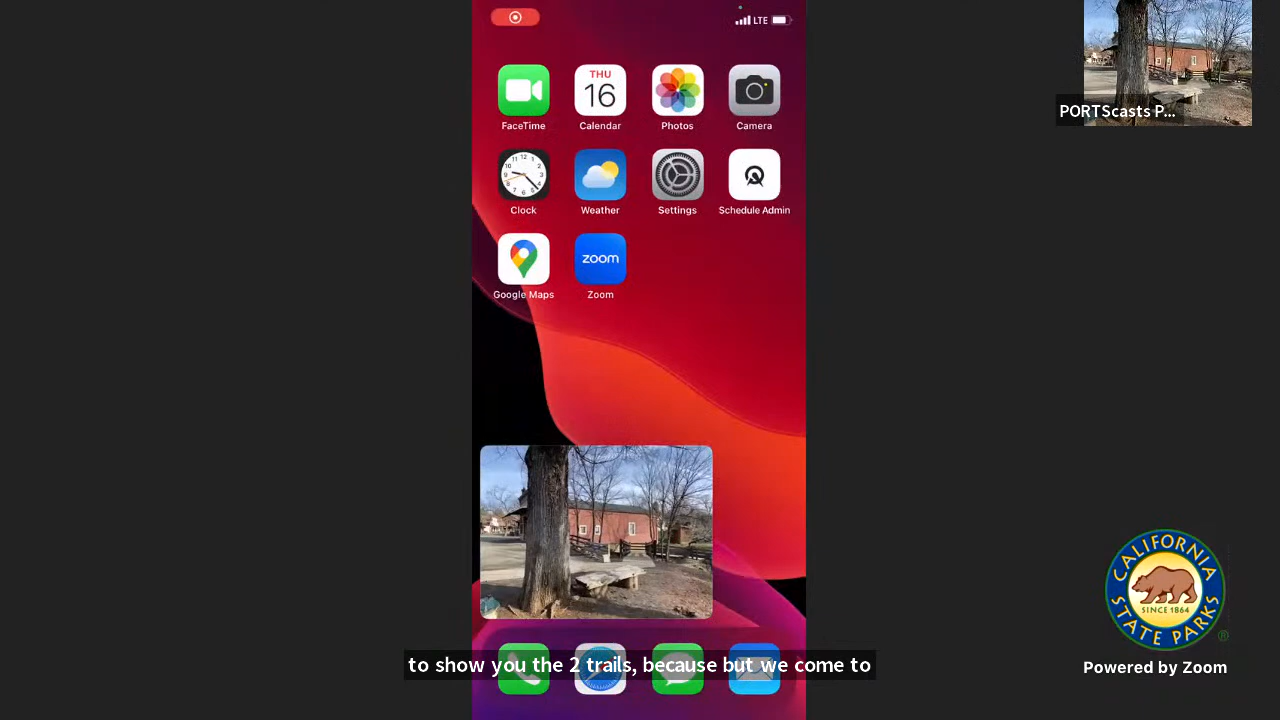 LTE
THU
16
FaceTime
Calendar
Photos
Camera
12
Clock
Weather
Settings
Schedule Admin
zoom
Google Maps
Zoom
to show you the 2 trails, because but we come to
PORTScasts P...
CALIFORNIA
SINCE 1864
STATE PARKS
®
Powered by Zoom